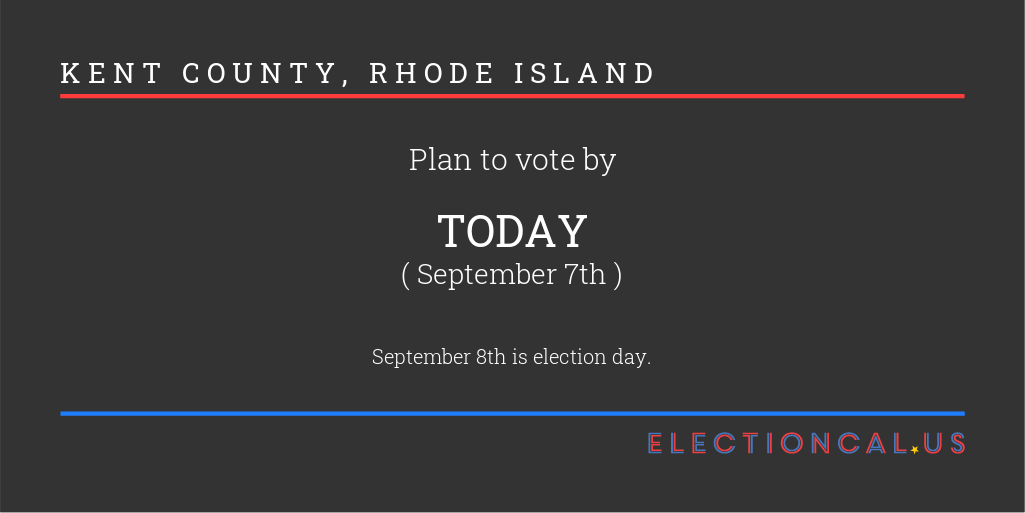 KENT COUNTY, RHODE ISLAND
Plan to vote by
TODAY
( September 7th )
September 8th is election day.
ELECTIONCAL.US